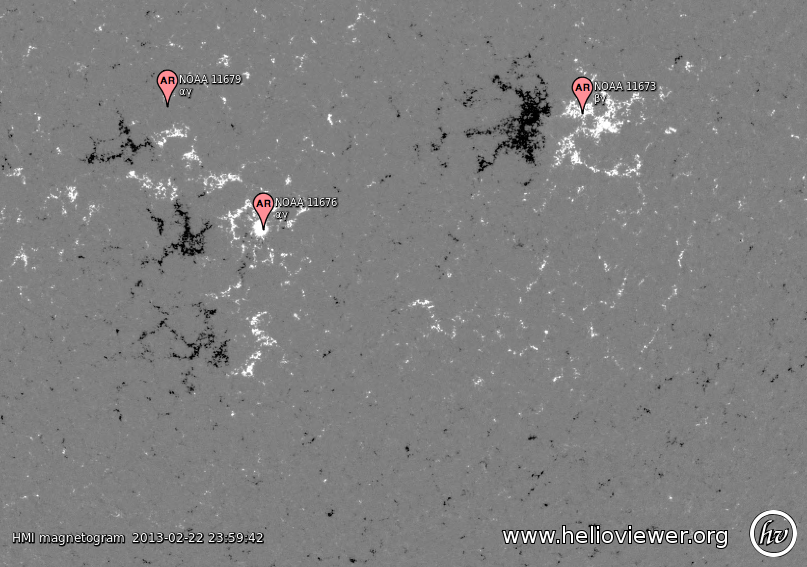 AR NOAA 11679
αγ
AR NOAA 11673
βγ
AR NOAA 11676
αγ
HMI magnetogram 2013-02-22 23:59:42
www.helioviewer.org
hv